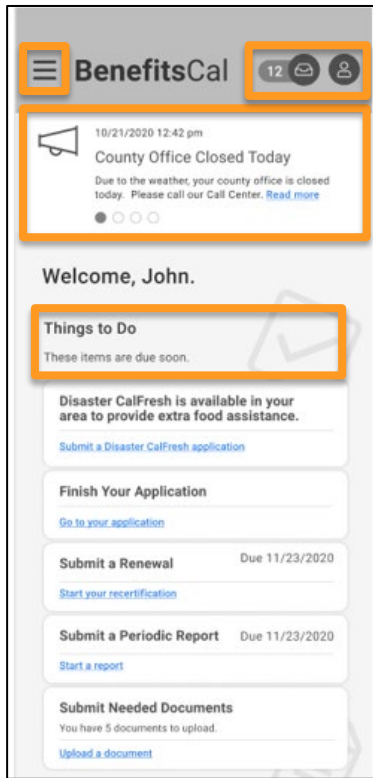 BenefitsCal 12
10/21/2020 12:42 pm
County Office Closed Today
Due to the weather, your county office is closed
today. Please call our Call Center. Read more
Welcome, John.
Things to Do
These items are due soon.
Disaster CalFresh is available in your
area to provide extra food assistance.
Submit a Disaster CalFresh application
Finish Your Application
Go to your application
Submit a Renewal Due 11/23/2020
Start your recertification
Submit a Periodic Report Due 11/23/2020
Start a report
Submit Needed Documents
You have 5 documents to upload.
Upload a document